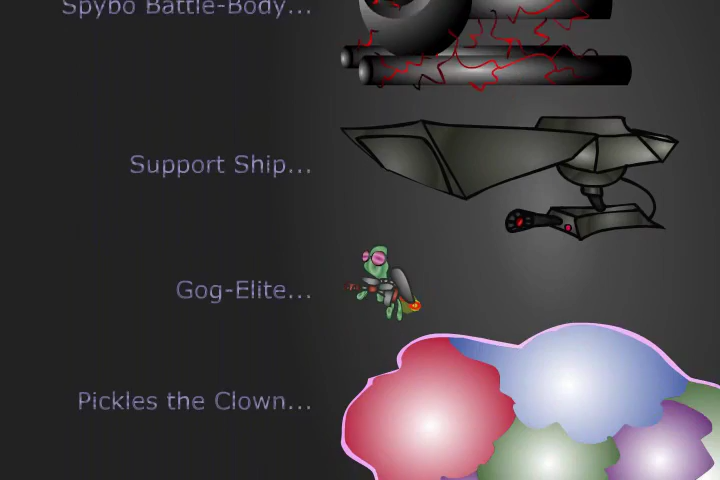 Spybo Battle-Body...
Support Ship...
Gog-Elite...
Pickles the Clown...